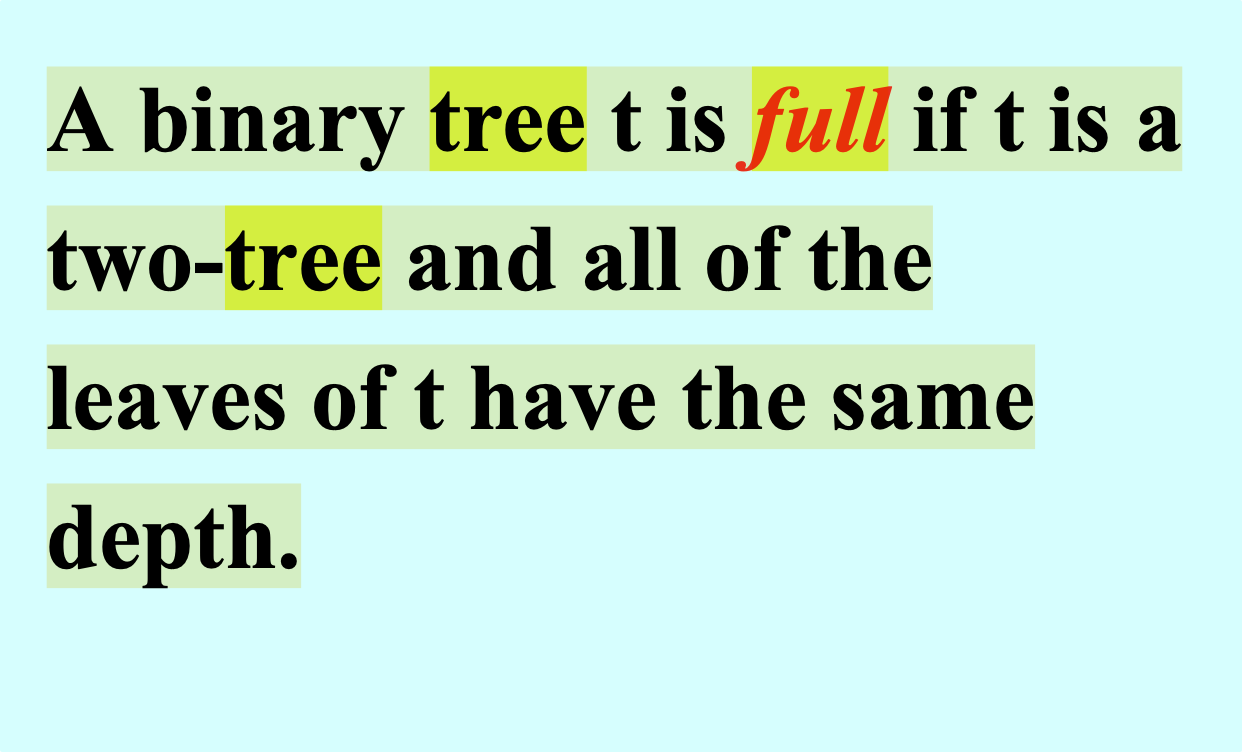 A binary tree t is full if t is a
two-tree and all of the
leaves of t have the same
depth.